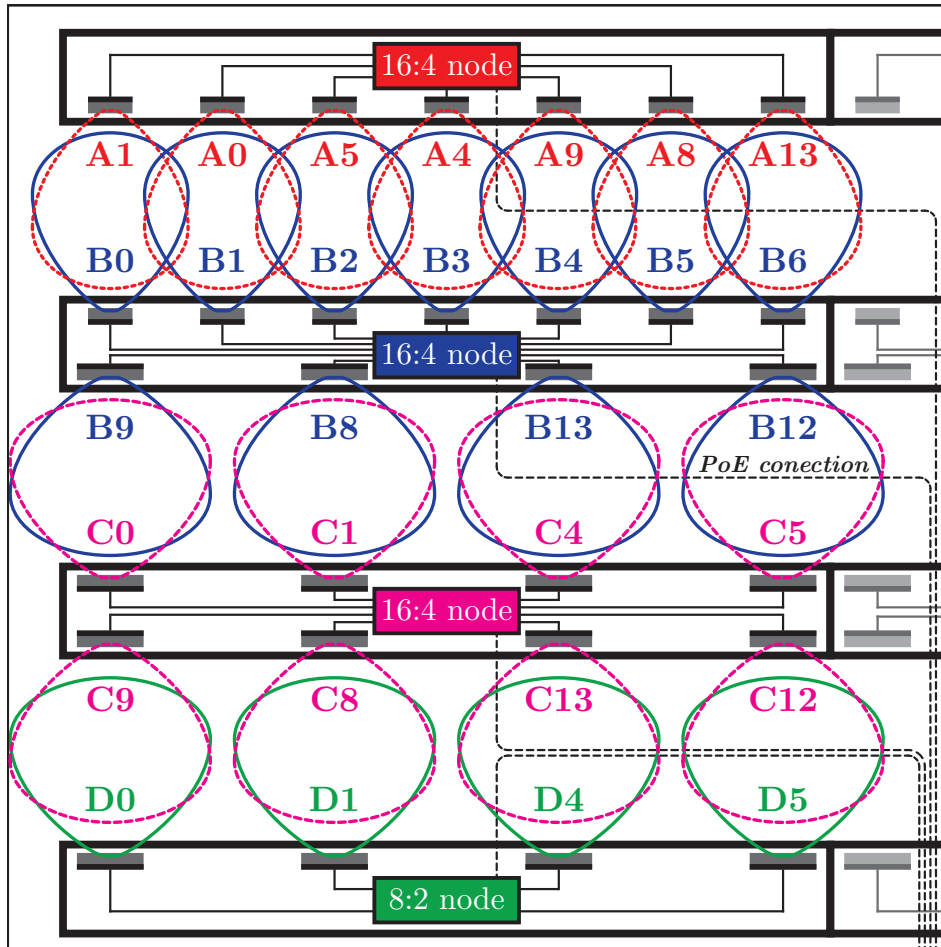 16:4 node
A1 A0 A5 A4 A9 A8 A13
B0 B1 B2 B3 B4 B5 B6
16:4 node
B9 B8 B13 B12
PoE conection
C0 C1 C4 C5
16:4 node
C9 C8 C13 C12
D0 D1 D4 D5
8:2 node